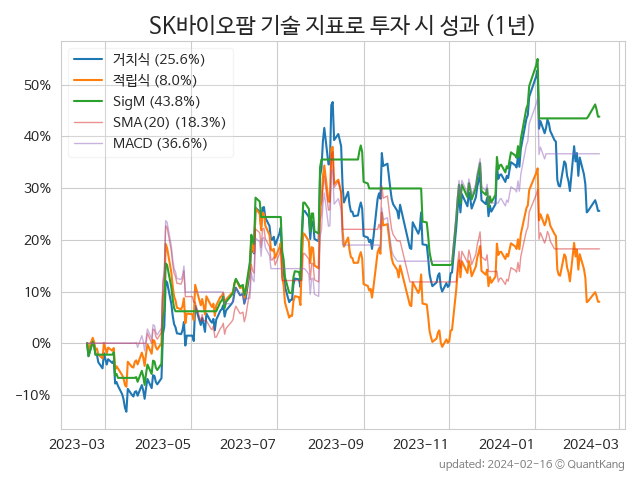 SK바이오팜 기술 지표로 투자 시 성과 (1년)
거치식 (25.6%)
적립식 (8.0%)
SigM (43.8%)
SMA(20) (18.3%)
MACD (36.6%)
50%
40%
30%
20%
10%
0%
−10%
2023-03 2023-05 2023-07 2023-09 2023-11 2024-01 2024-03
updated: 2024-02-16 © QuantKang